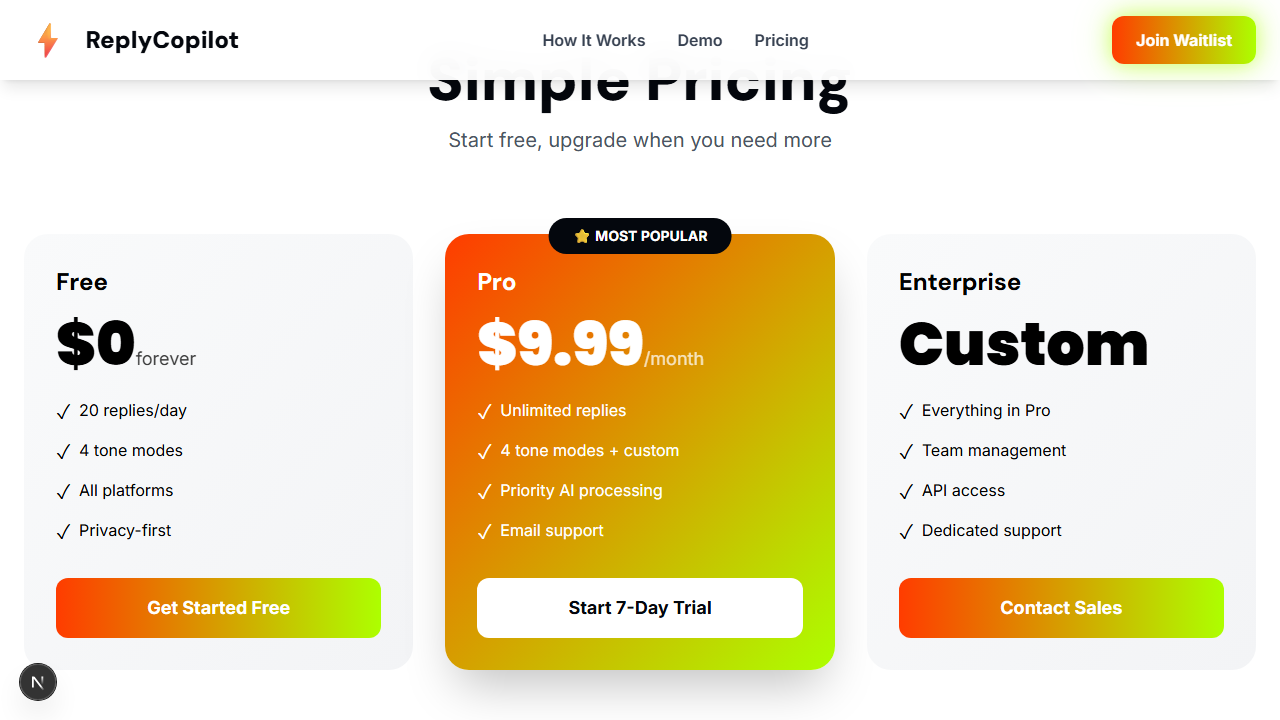 ReplyCopilot
How It Works
Demo
Pricing
Join Waitlist
Simple Pricing
Start free, upgrade when you need more
Free
$0forever
✓ 20 replies/day
✓ 4 tone modes
✓ All platforms
✓ Privacy-first
Get Started Free
⭐ MOST POPULAR
Pro
$9.99/month
✓ Unlimited replies
✓ 4 tone modes + custom
✓ Priority AI processing
✓ Email support
Start 7-Day Trial
Enterprise
Custom
✓ Everything in Pro
✓ Team management
✓ API access
✓ Dedicated support
Contact Sales
N